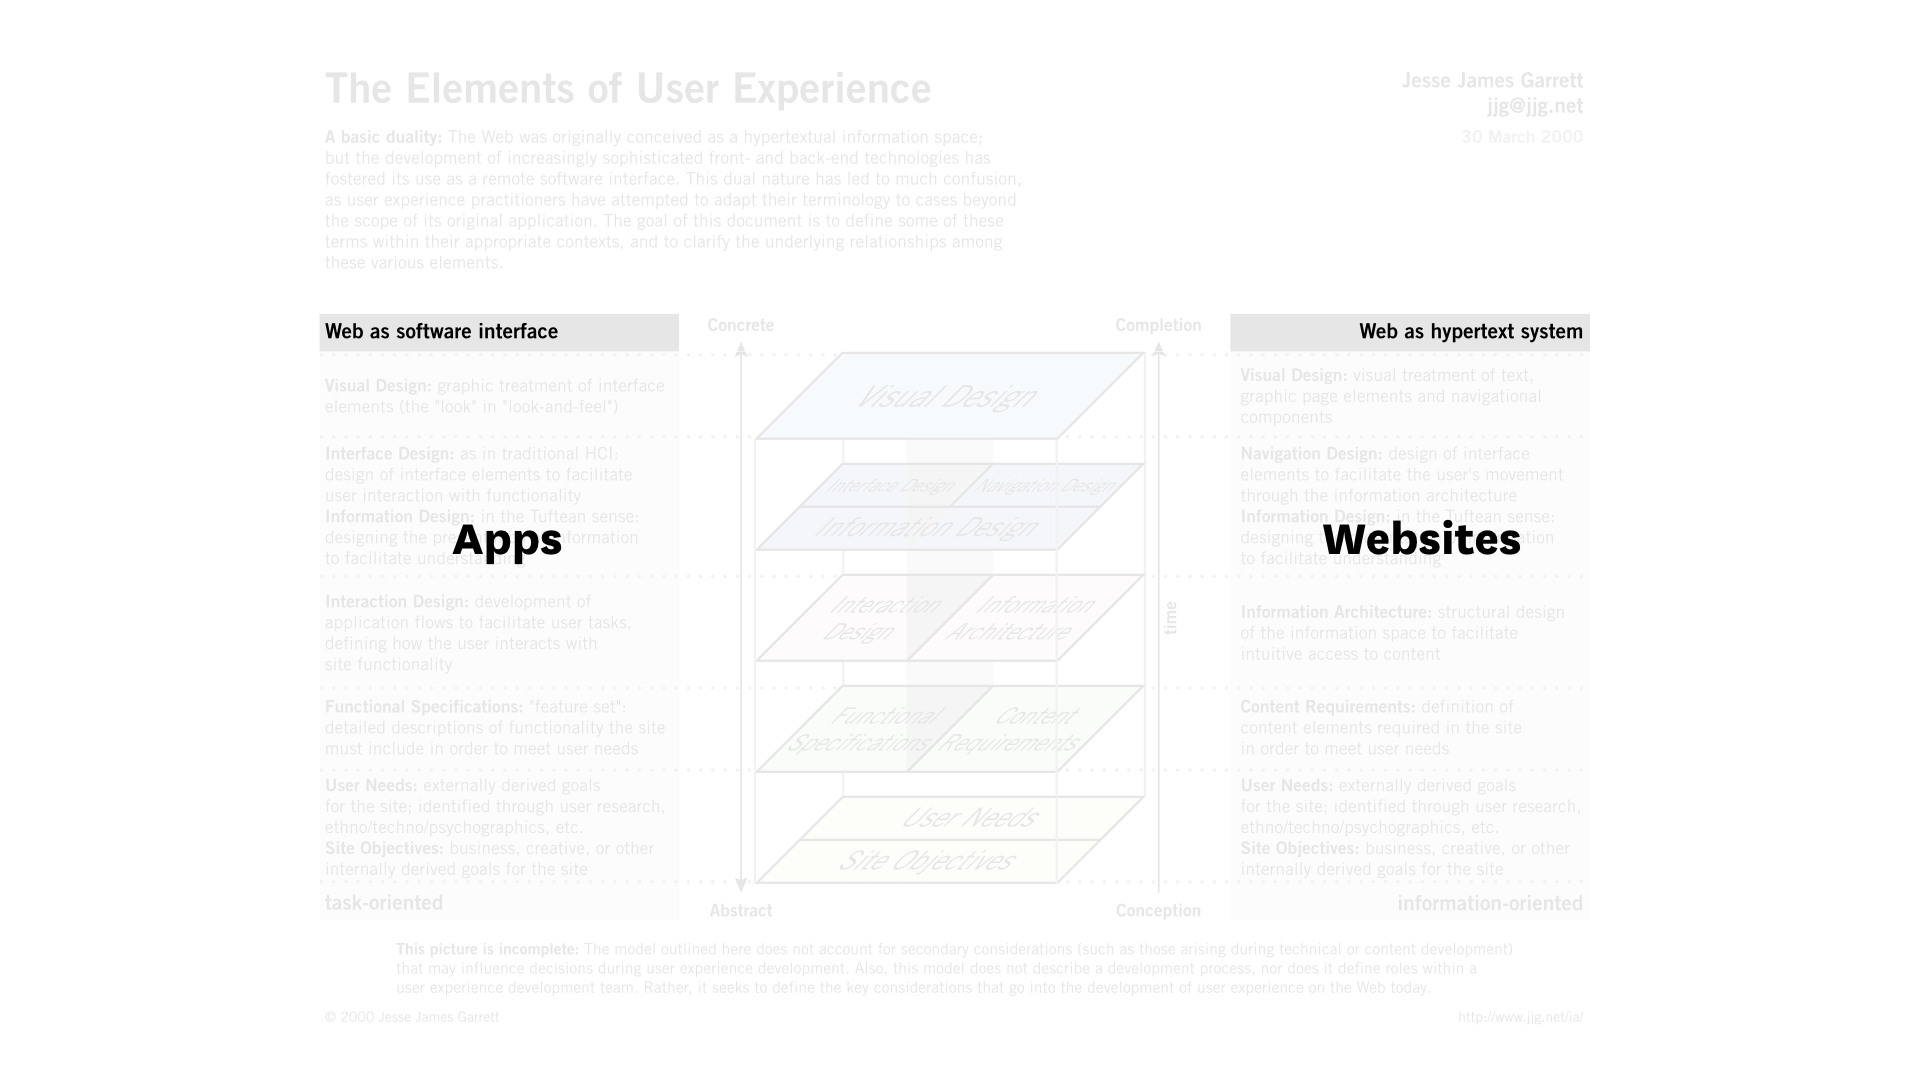 The Elements of User Experience
Jesse James Garrett
jjg@jjg.net
30 March 2000
A basic duality: The Web was originally conceived as a hypertextual information space;
but the development of increasingly sophisticated front- and back-end technologies has
fostered its use as a remote software interface. This dual nature has led to much confusion,
as user experience practitioners have attempted to adapt their terminology to cases beyond
the scope of its original application. The goal of this document is to define some of these
terms within their appropriate contexts, and to clarify the underlying relationships among
these various elements.
Web as software interface
Visual Design: graphic treatment of interface
elements (the "look" in "look-and-feel")
Interface Design: as in traditional HCI:
design of interface elements to facilitate
user interaction with functionality
Information Design: in the Tuftean sense:
designing the information
to facilitate
Apps
Interaction Design: development of
application flows to facilitate user tasks,
defining how the user interacts with
site functionality
Functional Specifications: "feature set":
detailed descriptions of functionality the site
must include in order to meet user needs
User Needs: externally derived goals
for the site; identified through user research,
ethno/techno/psychographics, etc.
Site Objectives: business, creative, or other
internally derived goals for the site
task-oriented
Concrete
Completion
Visual Design
Interface Design
Navigation Design
Information Design
Interaction
Design
Information
Architecture
time
Functional
Specifications
Content
Requirements
User Needs
Site Objectives
Abstract
Conception
Web as hypertext system
Visual Design: visual treatment of text,
graphic page elements and navigational
components
Navigation Design: design of interface
elements to facilitate the user's movement
through the information architecture
Information Design: in the Tuftean sense:
designing
to facilitate understanding
Websites
Information Architecture: structural design
of the information space to facilitate
intuitive access to content
Content Requirements: definition of
content elements required in the site
in order to meet user needs
User Needs: externally derived goals
for the site; identified through user research,
ethno/techno/psychographics, etc.
Site Objectives: business, creative, or other
internally derived goals for the site
information-oriented
This picture is incomplete: The model outlined here does not account for secondary considerations (such as those arising during technical or content development)
that may influence decisions during user experience development. Also, this model does not describe a development process, nor does it define roles within a
user experience development team. Rather, it seeks to define the key considerations that go into the development of user experience on the Web today.
© 2000 Jesse James Garrett
http://www.jjg.net/ia/